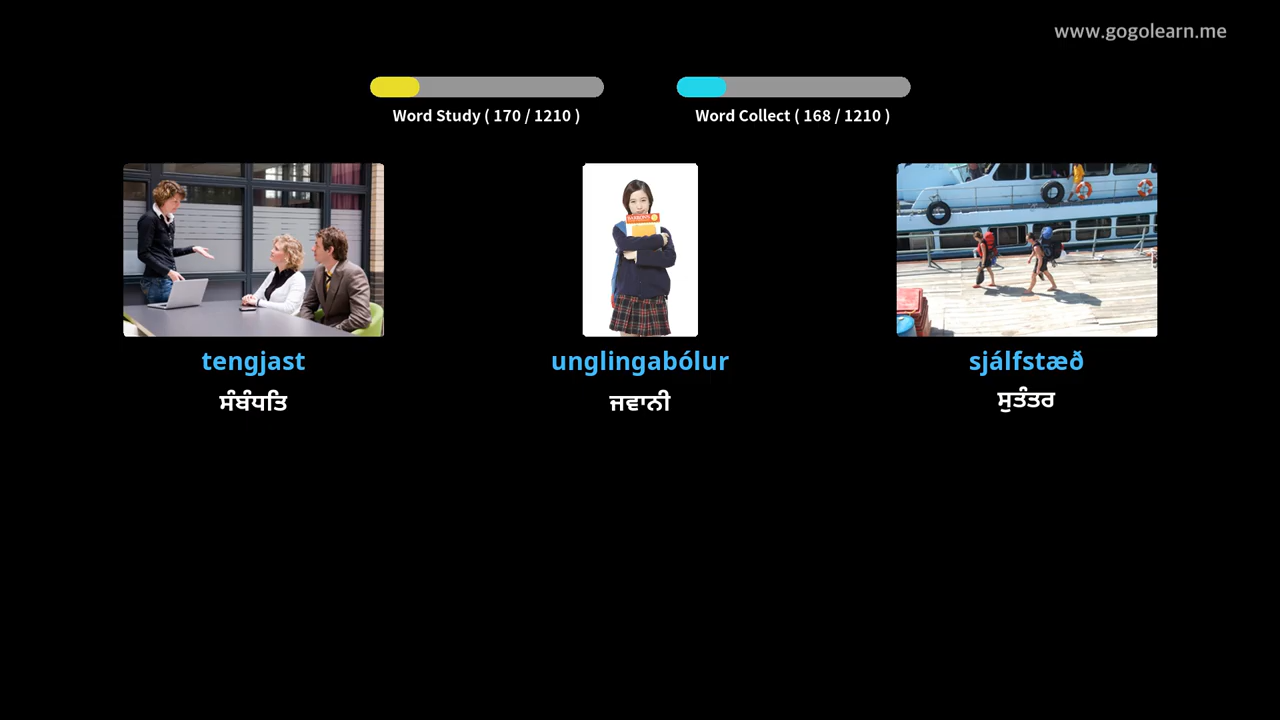 www.gogolearn.me
Word Study ( 170 / 1210 )
Word Collect ( 168 / 1210 )
tengjast
unglingabólur
sjálfstæð
ਸੰਬੰਧਤਿ
ਜਵਾਨੀ
ਸੁਤੰਤਰ